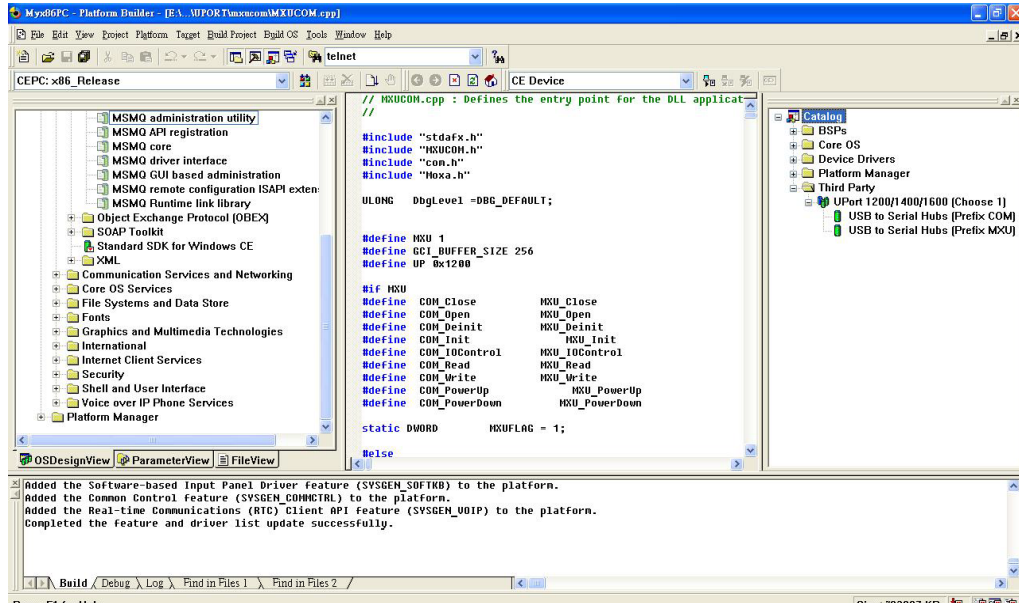 Myx86PC - Platform Builder - [E:\...\UPORT\mxucom\MXUCOM.cpp]
File Edit View Project Platform Target Build Project Build OS Tools Window Help
telnet
CEPC: x86_Release
CE Device
MSMQ administration utility
MSMQ API registration
MSMQ core
MSMQ driver interface
MSMQ GUI based administration
MSMQ remote configuration ISAPI exten
MSMQ Runtime link library
Object Exchange Protocol (OBEX)
SOAP Toolkit
Standard SDK for Windows CE
XML
Communication Services and Networking
Core OS Services
File Systems and Data Store
Fonts
Graphics and Multimedia Technologies
International
Internet Client Services
Security
Shell and User Interface
Voice over IP Phone Services
Platform Manager
OSDesignView ParameterView FileView
// MXUCOM.cpp : Defines the entry point for the DLL applicat
//
#include "stdafx.h"
#include "MXUCOM.h"
#include "com.h"
#include "Moxa.h"
ULONG DbgLevel =DBG_DEFAULT;
#define MXU 1
#define GCI_BUFFER_SIZE 256
#define UP 0x1200
#if MXU
#define COM_Close MXU_Close
#define COM_Open MXU_Open
#define COM_Deinit MXU_Deinit
#define COM_Init MXU_Init
#define COM_IOControl MXU_IOControl
#define COM_Read MXU_Read
#define COM_Write MXU_Write
#define COM_PowerUp MXU_PowerUp
#define COM_PowerDown MXU_PowerDown
static DWORD MXUFLAG = 1;
#else
Catalog
BSPs
Core OS
Device Drivers
Platform Manager
Third Party
UPort 1200/1400/1600 (Choose 1)
USB to Serial Hubs (Prefix COM)
USB to Serial Hubs (Prefix MXU)
Added the Software-based Input Panel Driver feature (SYSGEN_SOFTKB) to the platform.
Added the Common Control feature (SYSGEN_COMMCTRL) to the platform.
Added the Real-time Communications (RTC) Client API feature (SYSGEN_VOIP) to the platform.
Completed the feature and driver list update successfully.
Build Debug Log Find in Files 1 Find in Files 2